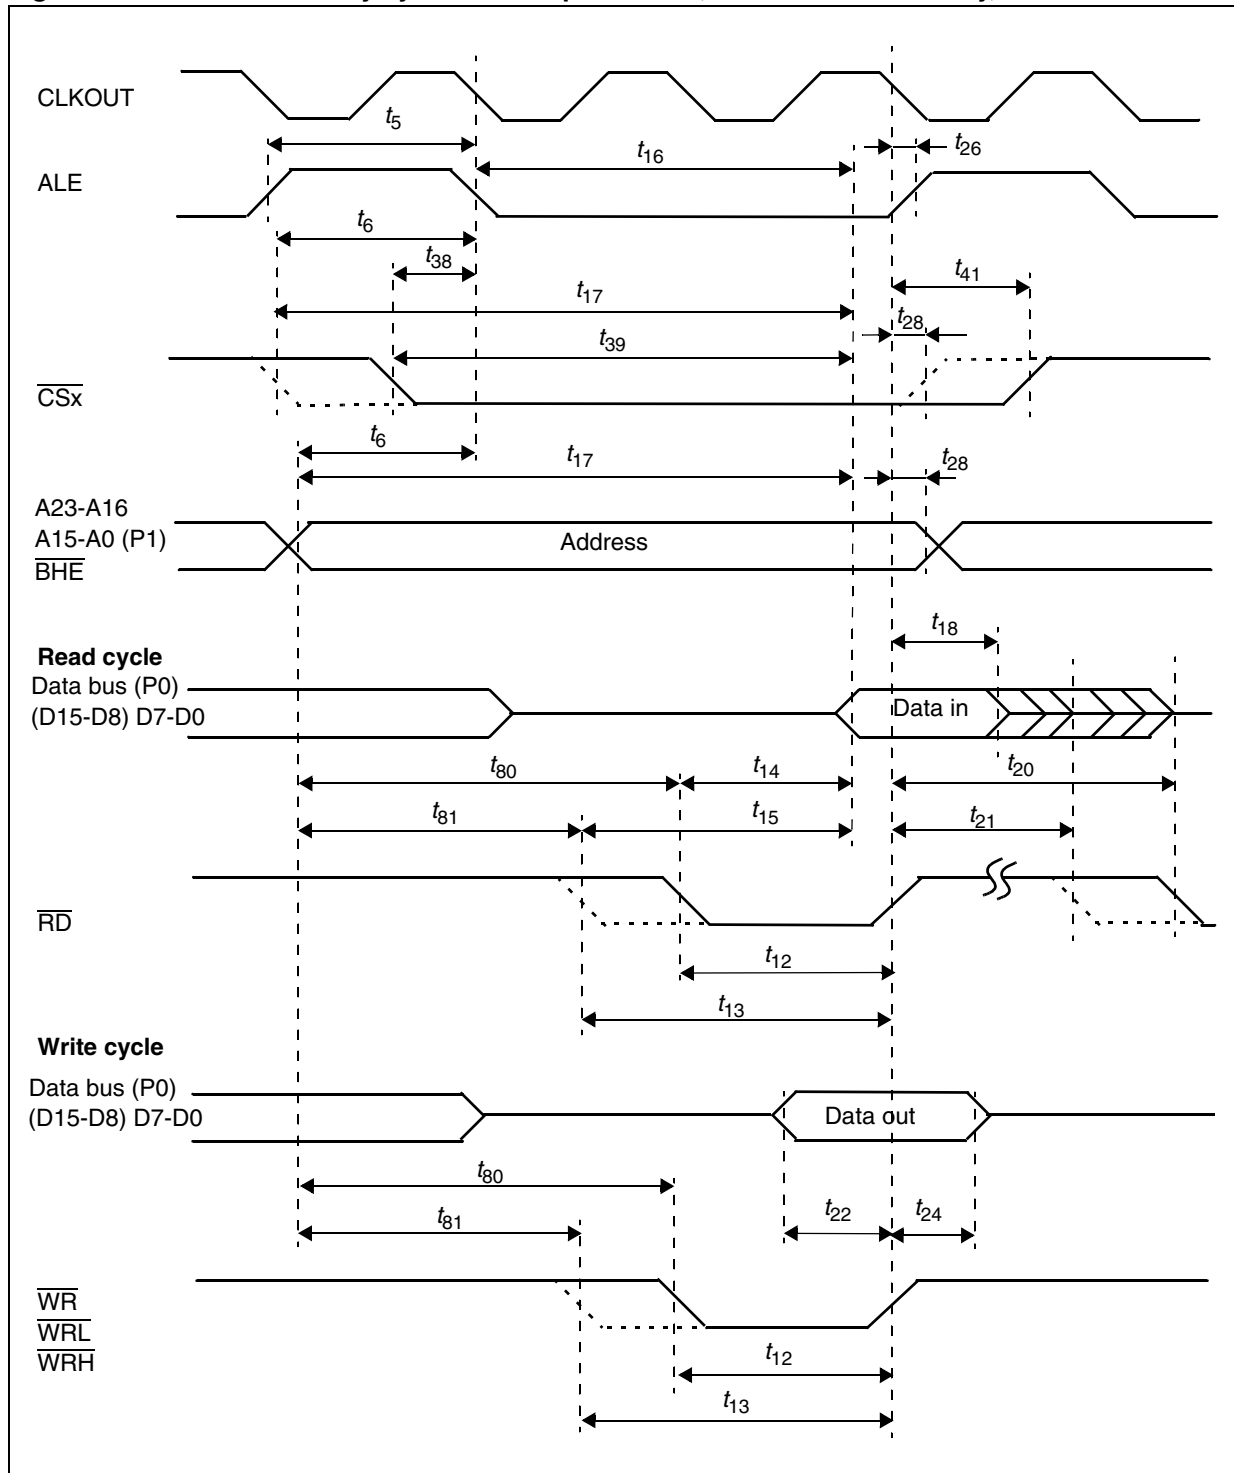 CLKOUT
t5
t16
t26
ALE
t6
t38
t41
t17
t28
t39
CSx
t6
t17
t28
A23-A16
A15-A0 (P1)
Address
BHE
t18
Read cycle
Data bus (P0)
Data in
(D15-D8) D7-D0
t80
t14
t20
t81
t15
t21
RD
t12
t13
Write cycle
Data bus (P0)
(D15-D8) D7-D0
Data out
t80
t22
t24
t81
WR
WRL
WRH
t12
t13